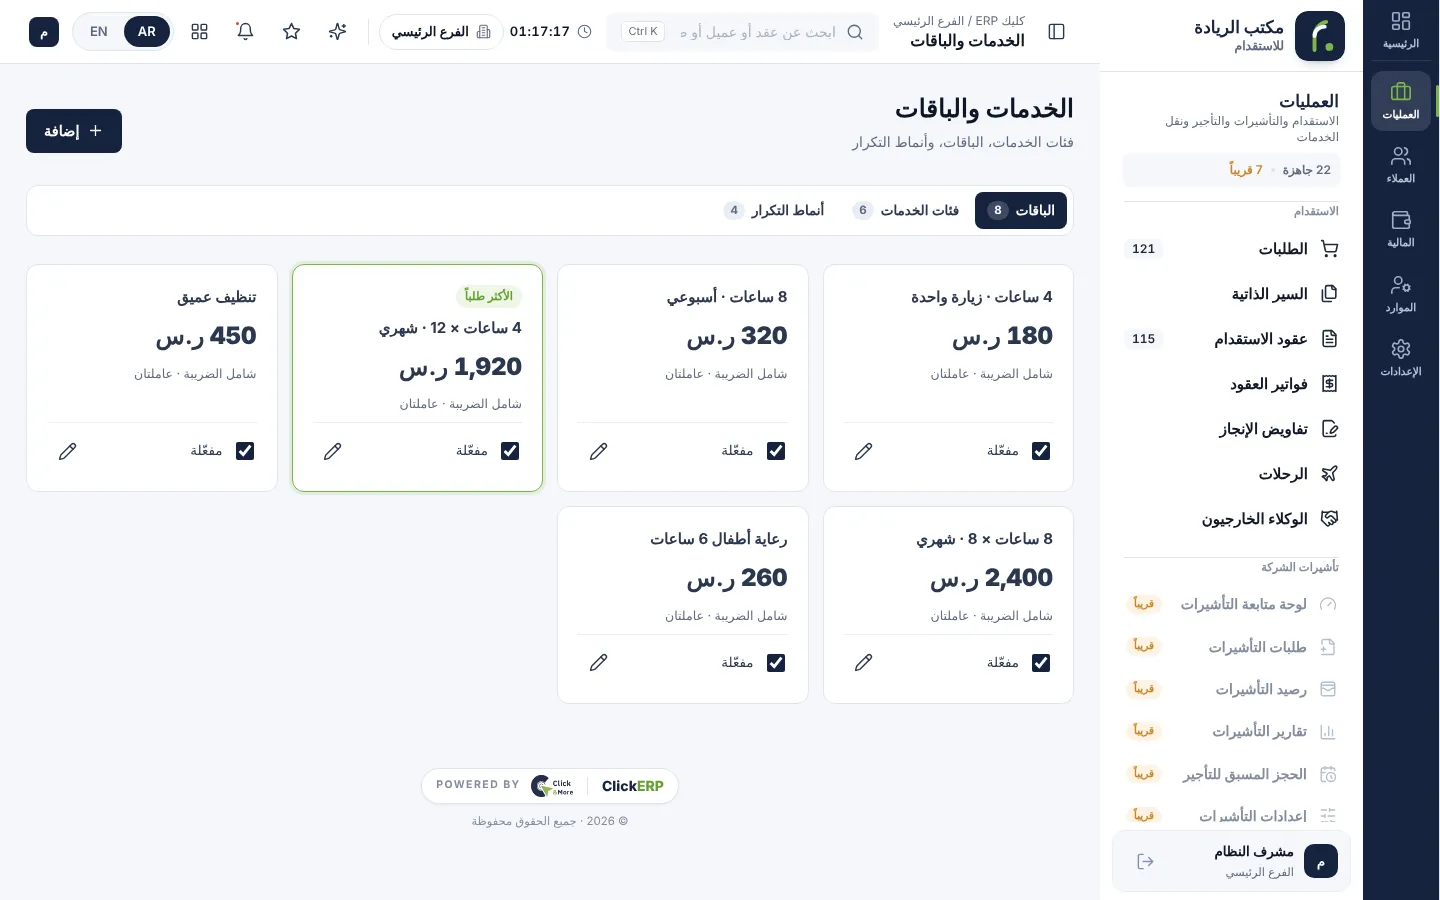 الرئيسية
العمليات
العملاء
المالية
الموارد
الإعدادات
مكتب الريادة
للاستقدام
العمليات
الاستقدام والتأشيرات والتأجير ونقل
الخدمات
22 جاهزة · 7 قريباً
الاستقدام
الطلبات 121
السير الذاتية
عقود الاستقدام 115
فواتير العقود
تفاويض الإنجاز
الرحلات
الوكلاء الخارجيون
تأشيرات الشركة
لوحة متابعة التأشيرات قريباً
طلبات التأشيرات قريباً
رصيد التأشيرات قريباً
تقارير التأشيرات قريباً
الحجز المسبق للتأجير قريباً
إعدادات التأشيرات قريباً
م
مشرف النظام
الفرع الرئيسي
كليك ERP / الفرع الرئيسي
الخدمات والباقات
ابحث عن عقد أو عميل أو Ctrl K
01:17:17
الفرع الرئيسي
AR EN
م
الخدمات والباقات
فئات الخدمات، الباقات، وأنماط التكرار
إضافة
الباقات 8
فئات الخدمات 6
أنماط التكرار 4
4 ساعات · زيارة واحدة
180 ر.س
شامل الضريبة · عاملتان
مفعّلة
8 ساعات · أسبوعي
320 ر.س
شامل الضريبة · عاملتان
مفعّلة
الأكثر طلباً
4 ساعات × 12 · شهري
1,920 ر.س
شامل الضريبة · عاملتان
مفعّلة
تنظيف عميق
450 ر.س
شامل الضريبة · عاملتان
مفعّلة
8 ساعات × 8 · شهري
2,400 ر.س
شامل الضريبة · عاملتان
مفعّلة
رعاية أطفال 6 ساعات
260 ر.س
شامل الضريبة · عاملتان
مفعّلة
POWERED BY Click &More ClickERP
© 2026 · جميع الحقوق محفوظة